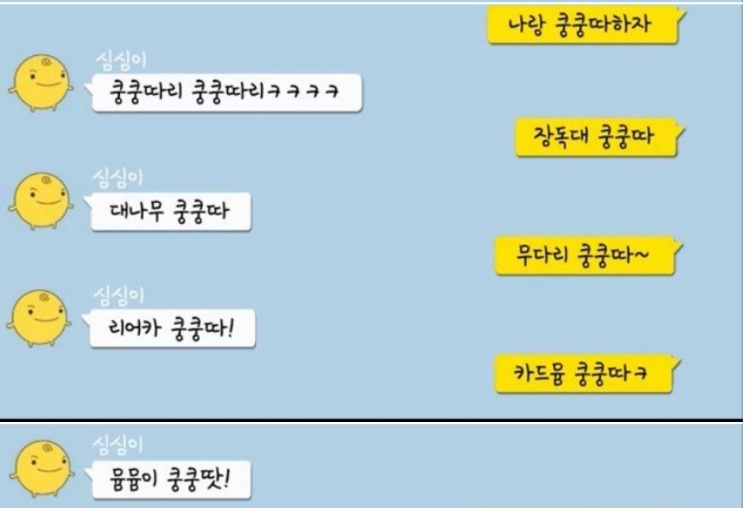 나랑 쿵쿵따하자
심심이
쿵쿵따리 쿵쿵따리ㅋㅋㅋㅋ
장독대 쿵쿵따
심심이
대나무 쿵쿵따
무다리 쿵쿵따~
심심이
리어카 쿵쿵따!
카드뮴 쿵쿵따ㅋ
심심이
뮴뮴이 쿵쿵땃!